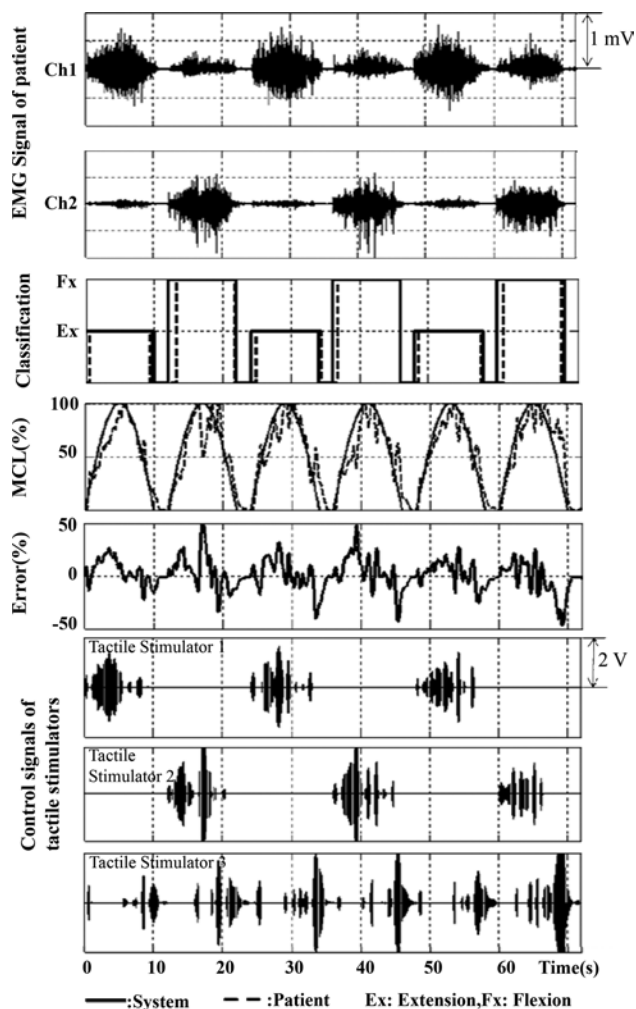 EMG Signal of patient
Ch1
1 mV
Ch2
Classification
Fx
Ex
MCL(%)
100
50
Error(%)
50
0
-50
Control signals of
tactile stimulators
Tactile Stimulator 1
2 V
Tactile
Stimulator 2
Tactile Stimulator 3
0 10 20 30 40 50 60 Time(s)
:System :Patient Ex: Extension,Fx: Flexion